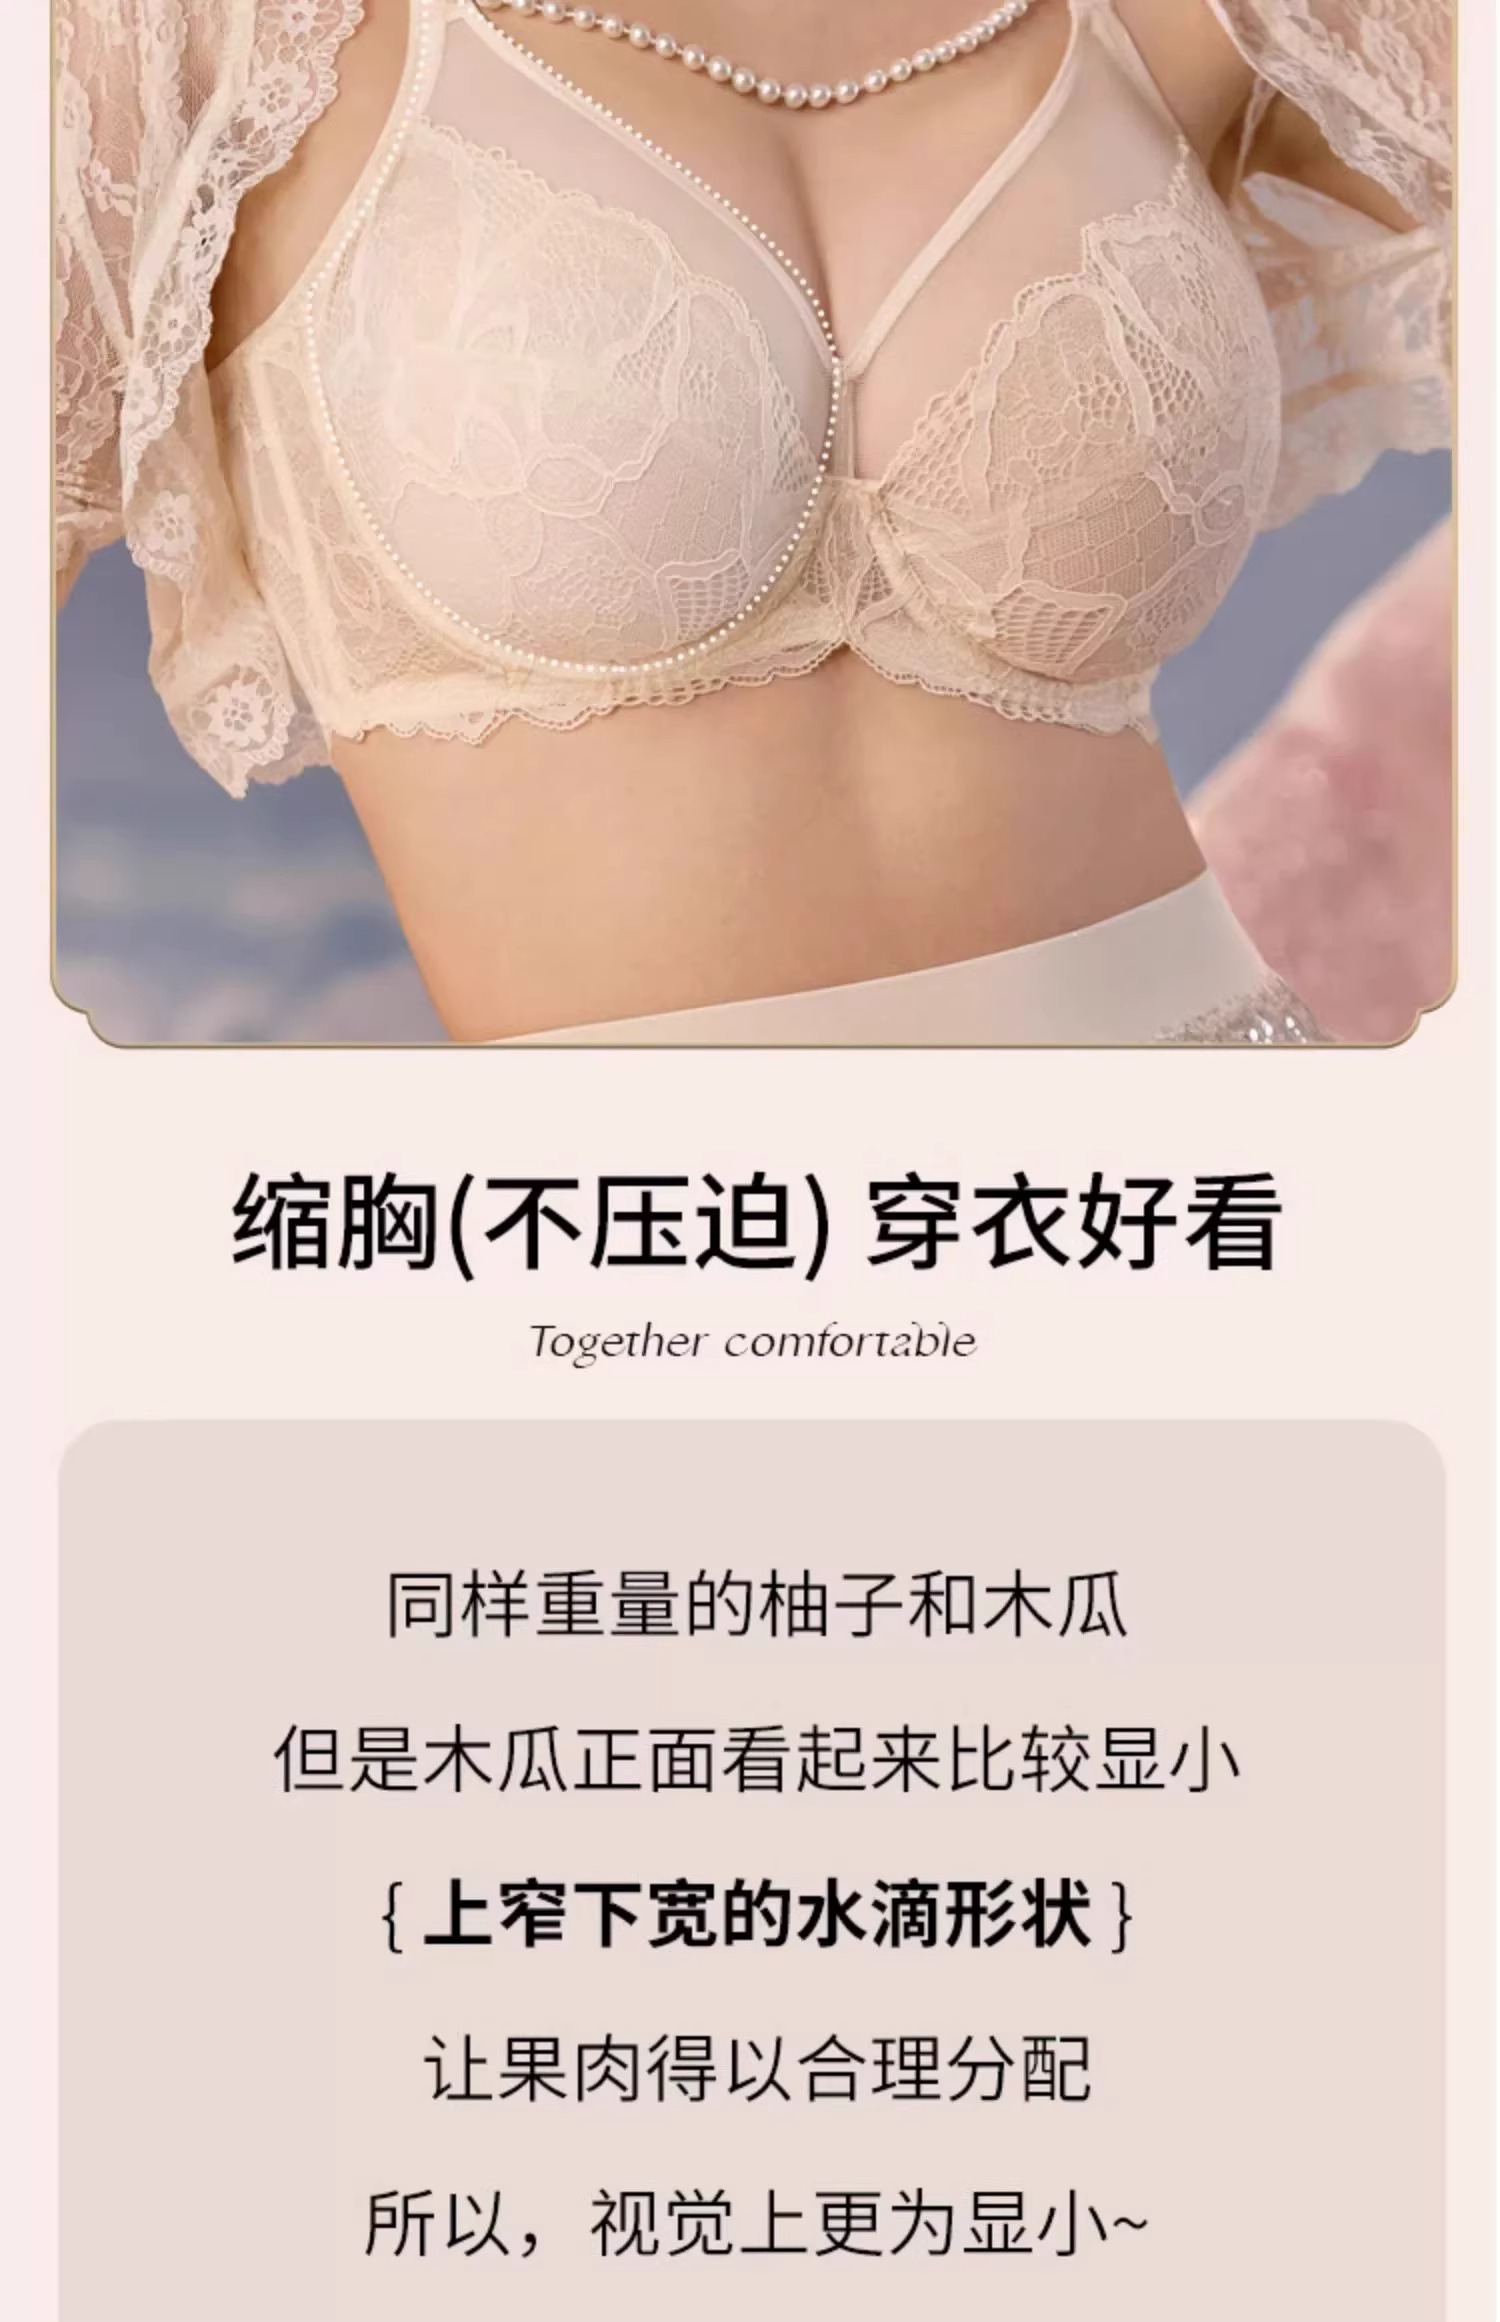 缩胸(不压迫) 穿衣好看
Together comfortable
同样重量的柚子和木瓜
但是木瓜正面看起来比较显小
{ 上窄下宽的水滴形状 }
让果肉得以合理分配
所以，视觉上更为显小~